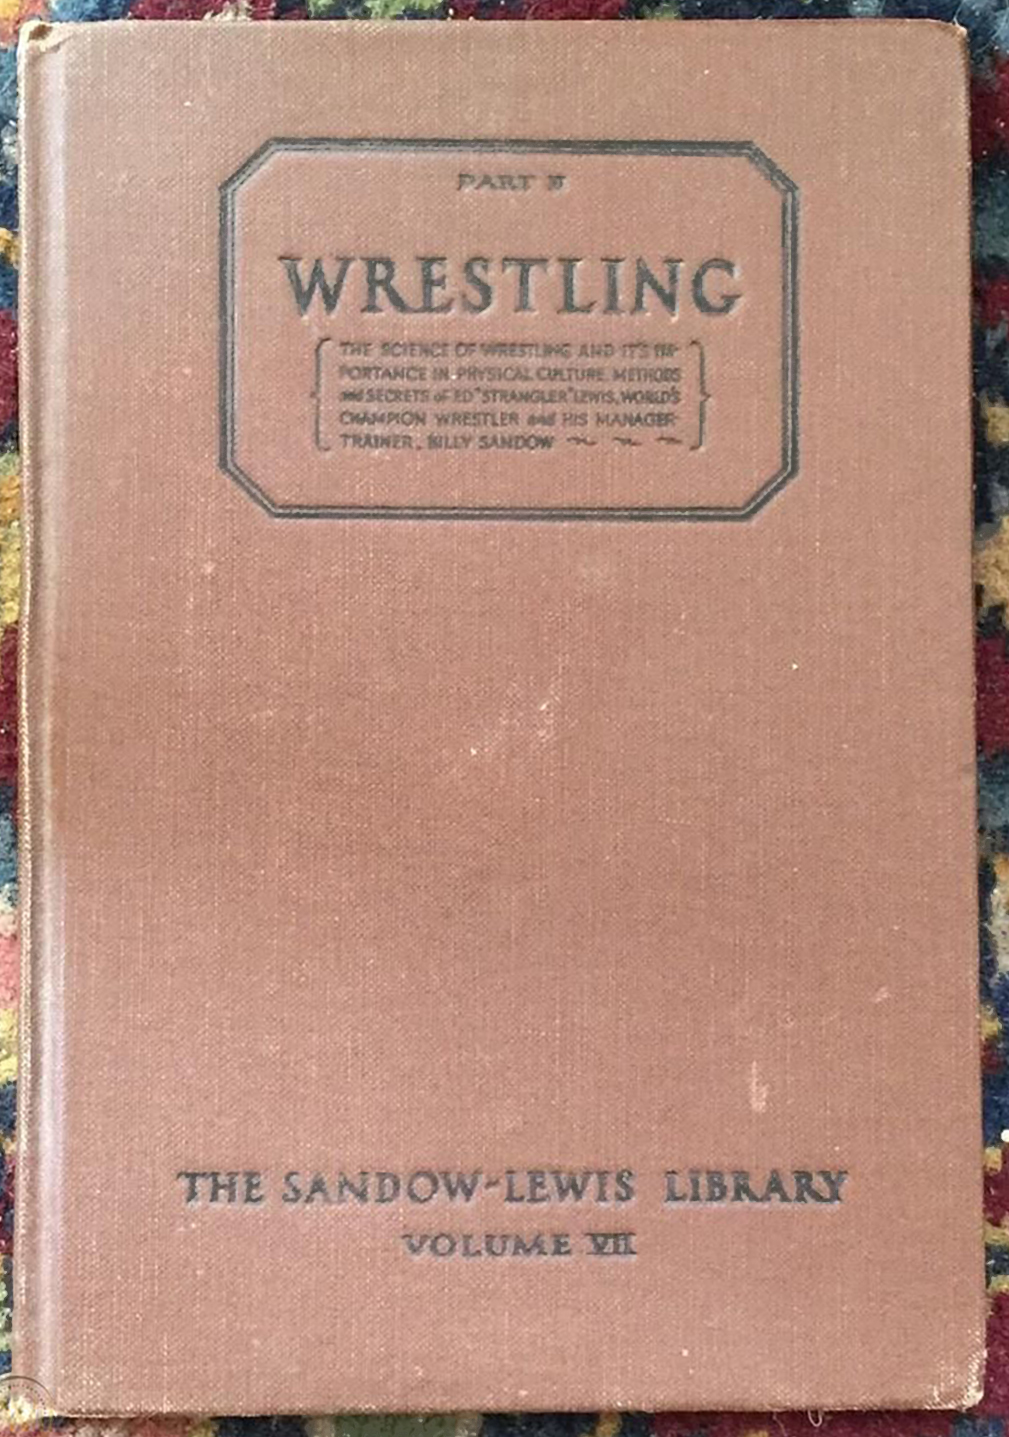 PART II
WRESTLING
THE SCIENCE OF WRESTLING AND IT'S IM-
PORTANCE IN PHYSICAL CULTURE. METHODS
and SECRETS of ED "STRANGLER" LEWIS, WORLD'S
CHAMPION WRESTLER and HIS MANAGER-
TRAINER, BILLY SANDOW
THE SANDOW-LEWIS LIBRARY
VOLUME VII